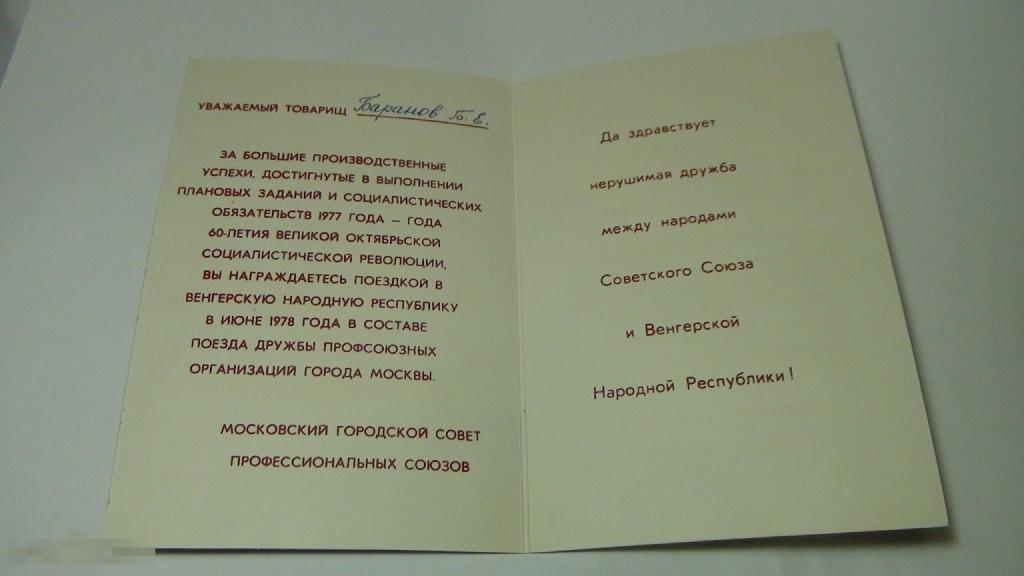 УВАЖАЕМЫЙ ТОВАРИЩ Баранов Б. Е.
ЗА БОЛЬШИЕ ПРОИЗВОДСТВЕННЫЕ
УСПЕХИ, ДОСТИГНУТЫЕ В ВЫПОЛНЕНИИ
ПЛАНОВЫХ ЗАДАНИЙ И СОЦИАЛИСТИЧЕСКИХ
ОБЯЗАТЕЛЬСТВ 1977 ГОДА — ГОДА
60-ЛЕТИЯ ВЕЛИКОЙ ОКТЯБРЬСКОЙ
СОЦИАЛИСТИЧЕСКОЙ РЕВОЛЮЦИИ,
ВЫ НАГРАЖДАЕТЕСЬ ПОЕЗДКОЙ В
ВЕНГЕРСКУЮ НАРОДНУЮ РЕСПУБЛИКУ
В ИЮНЕ 1978 ГОДА В СОСТАВЕ
ПОЕЗДА ДРУЖБЫ ПРОФСОЮЗНЫХ
ОРГАНИЗАЦИЙ ГОРОДА МОСКВЫ.
МОСКОВСКИЙ ГОРОДСКОЙ СОВЕТ
ПРОФЕССИОНАЛЬНЫХ СОЮЗОВ
Да здравствует
нерушимая дружба
между народами
Советского Союза
и Венгерской
Народной Республики!